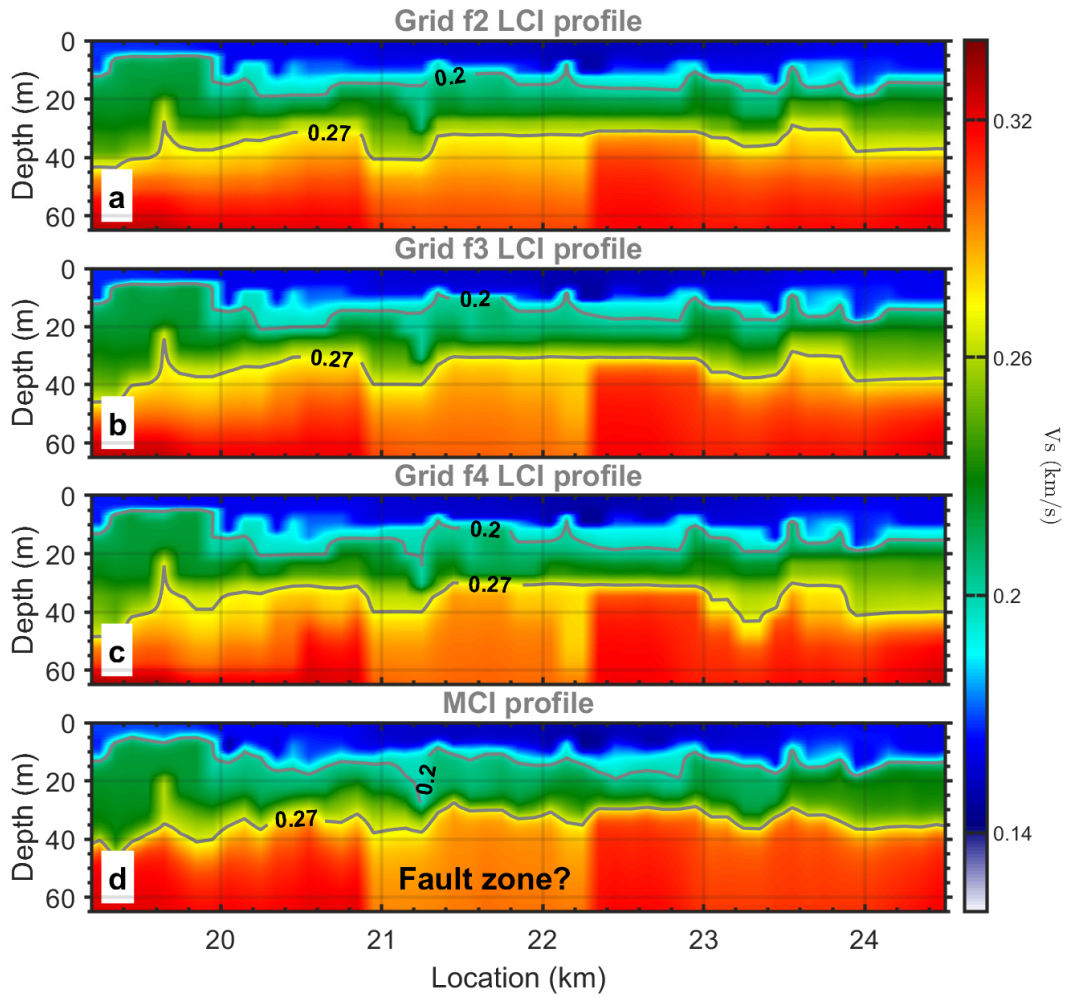 Grid f2 LCI profile
0
20
40
60
Depth (m)
0.2
0.27
a
Grid f3 LCI profile
0
20
40
60
Depth (m)
0.2
0.27
b
Grid f4 LCI profile
0
20
40
60
Depth (m)
0.2
0.27
c
MCI profile
0
20
40
60
Depth (m)
0.2
0.27
d
Fault zone?
20 21 22 23 24
Location (km)
0.32
0.26
0.2
0.14
Vs (km/s)